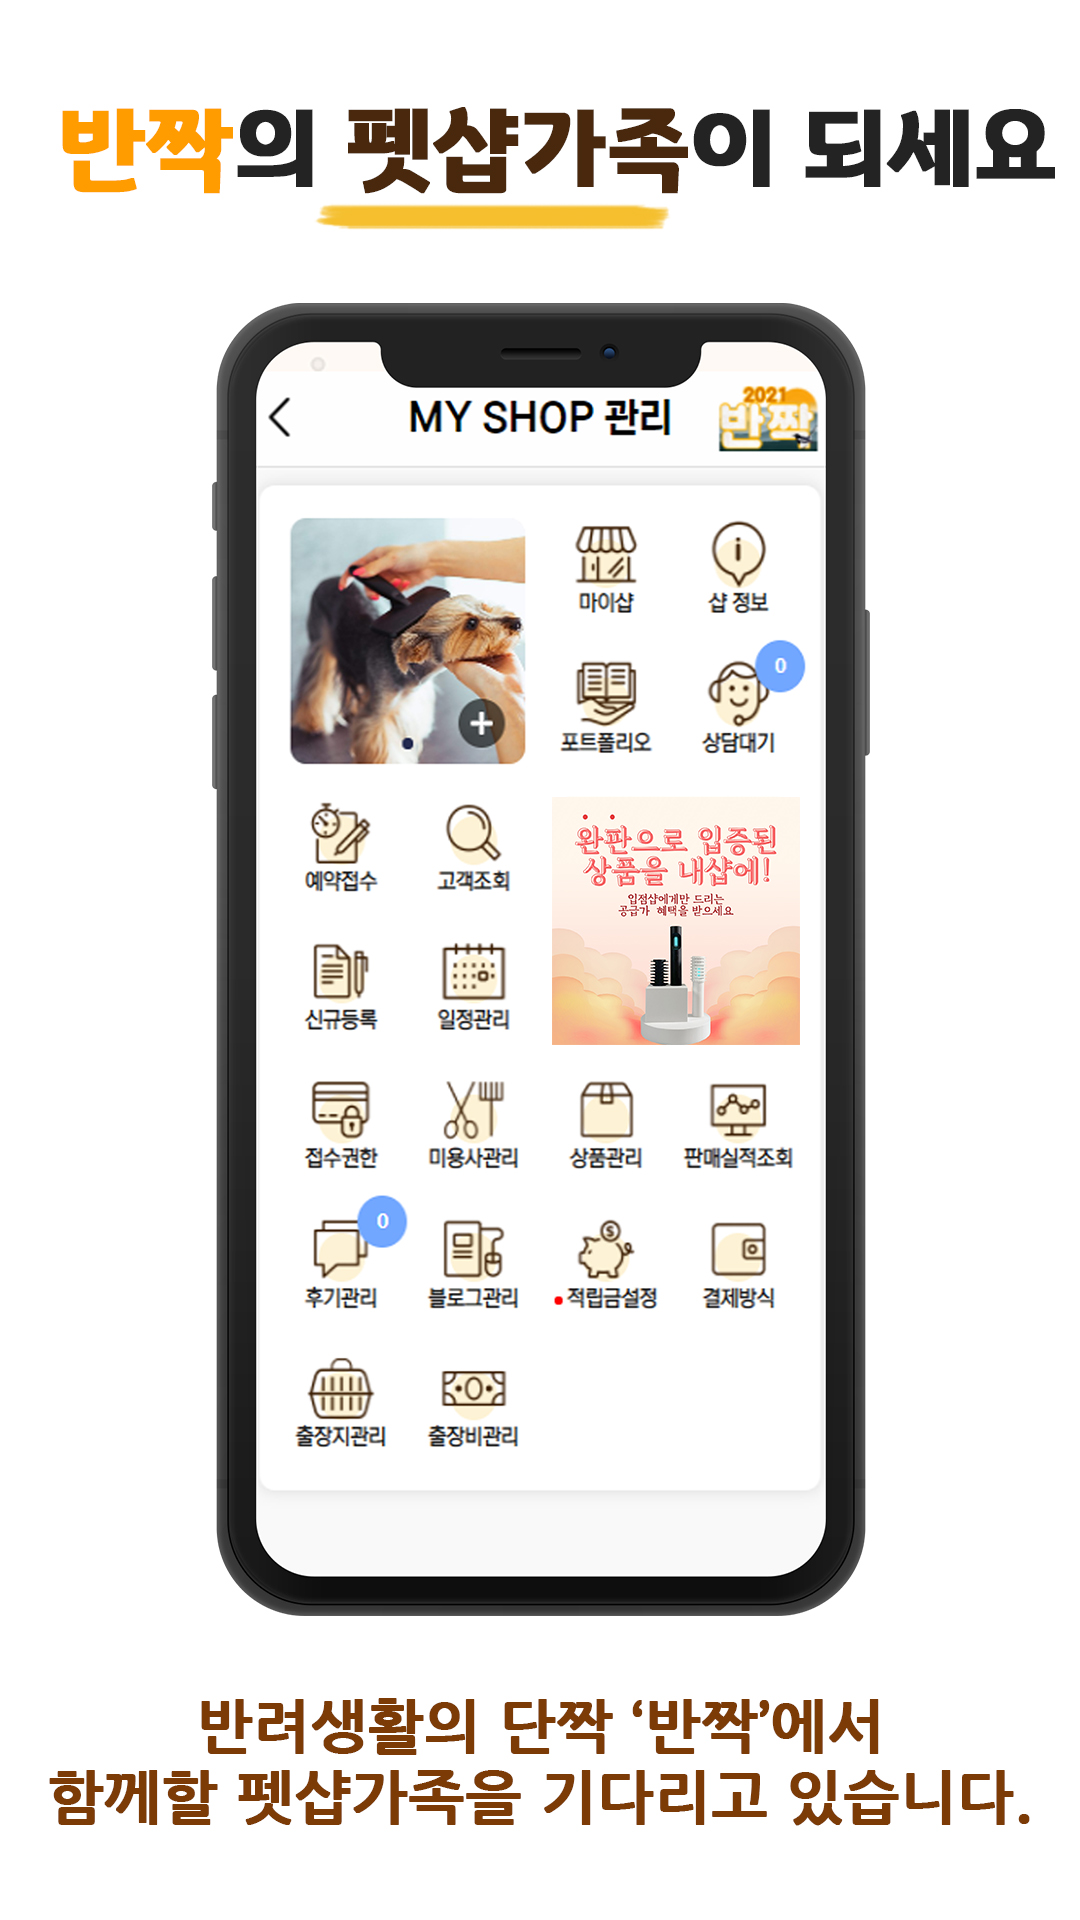 반짝의 펫샵가족이 되세요
MY SHOP 관리
2021
반짝
마이샵
샵 정보
0
포트폴리오
상담대기
예약접수
고객조회
완판으로 입증된
상품을 내샵에!
입점샵에게만 드리는
공급가 혜택을 받으세요
신규등록
일정관리
접수권한
미용사관리
상품관리
판매실적조회
0
후기관리
블로그관리
적립금설정
결제방식
출장지관리
출장비관리
반려생활의 단짝 ‘반짝’에서
함께할 펫샵가족을 기다리고 있습니다.